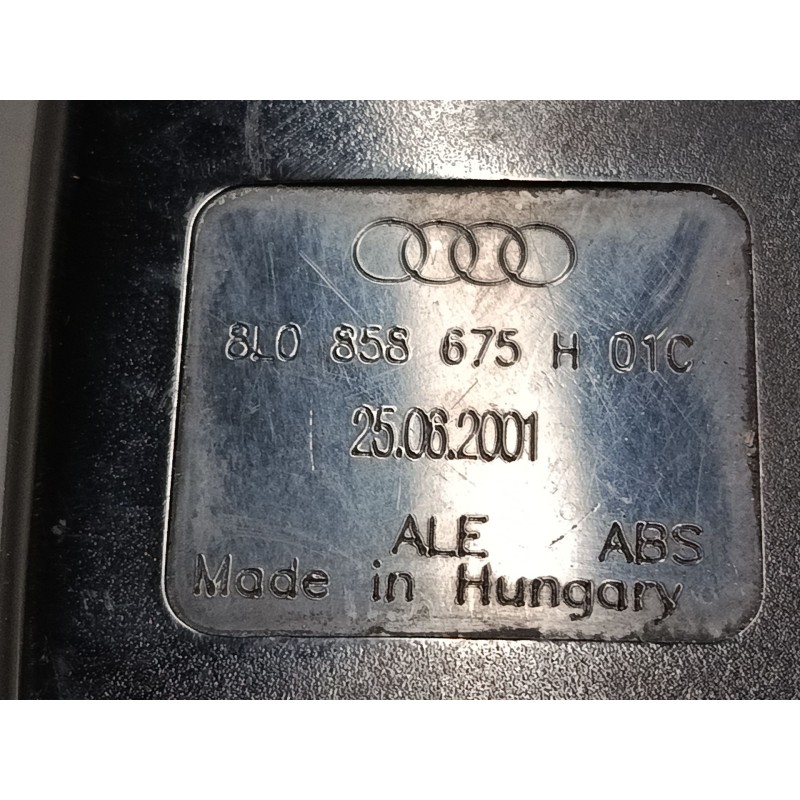 8L0 858 675 H 01C
25.06.2001
ALE ABS
Made in Hungary